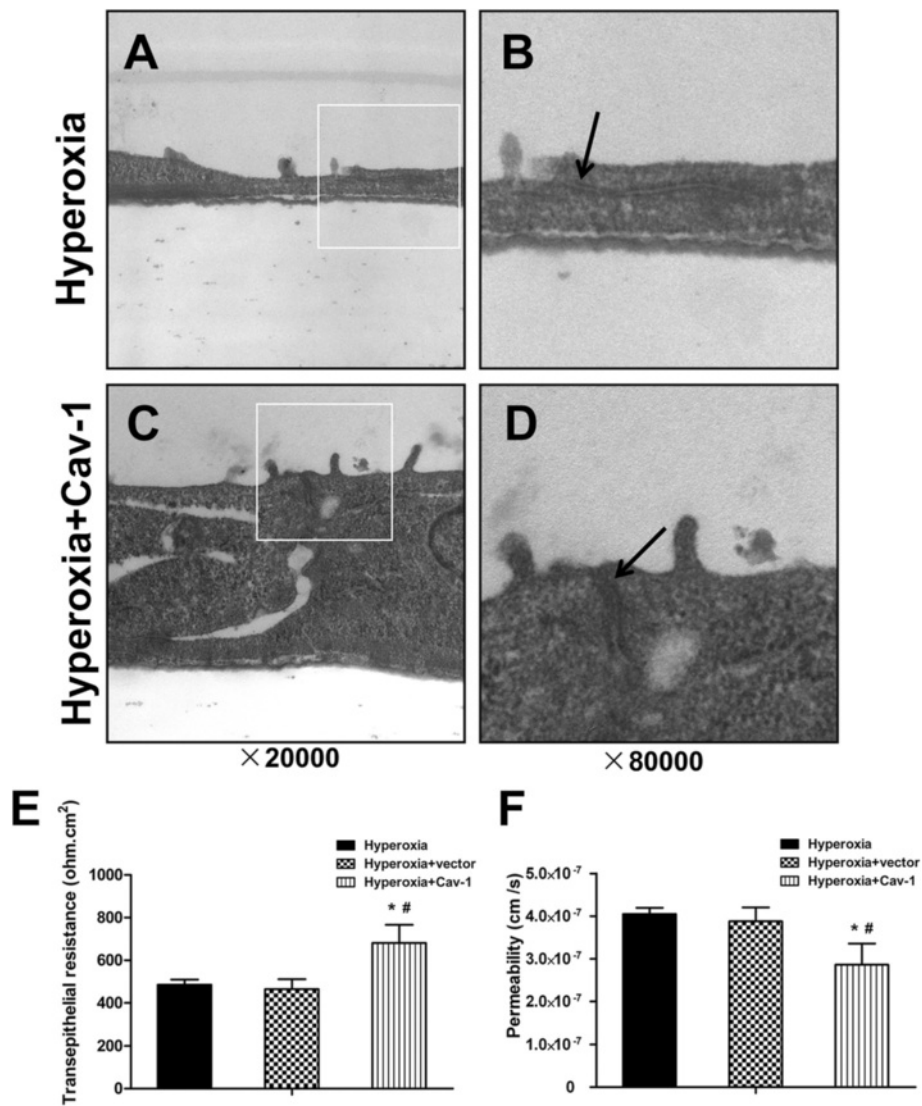 A
B
Hyperoxia
C
D
Hyperoxia+Cav-1
×20000
×80000
E
Transepithelial resistance (ohm.cm²)
Hyperoxia
Hyperoxia+vector
Hyperoxia+Cav-1
1000
800
600
400
200
0
* #
F
Permeability (cm /s)
Hyperoxia
Hyperoxia+vector
Hyperoxia+Cav-1
5.0×10⁻⁷
4.0×10⁻⁷
3.0×10⁻⁷
2.0×10⁻⁷
1.0×10⁻⁷
0
* #